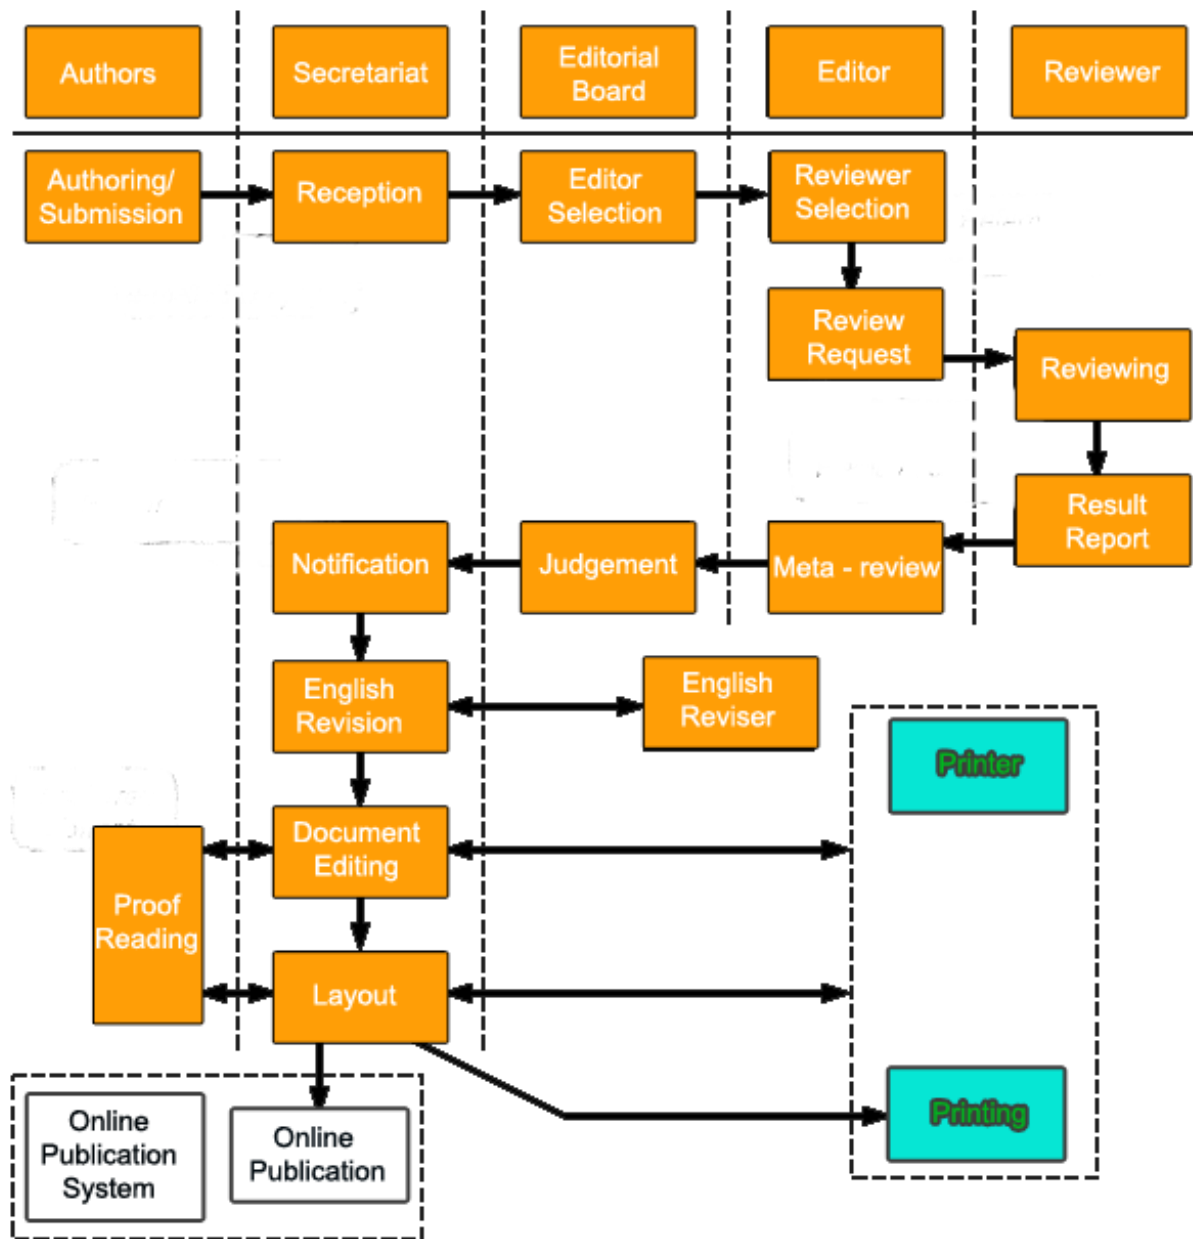 Authors
Secretariat
Editorial
Board
Editor
Reviewer
Authoring/
Submission
Reception
Editor
Selection
Reviewer
Selection
Review
Request
Reviewing
Result
Report
Notification
Judgement
Meta - review
English
Revision
English
Reviser
Printer
Document
Editing
Proof
Reading
Layout
Online
Publication
System
Online
Publication
Printing